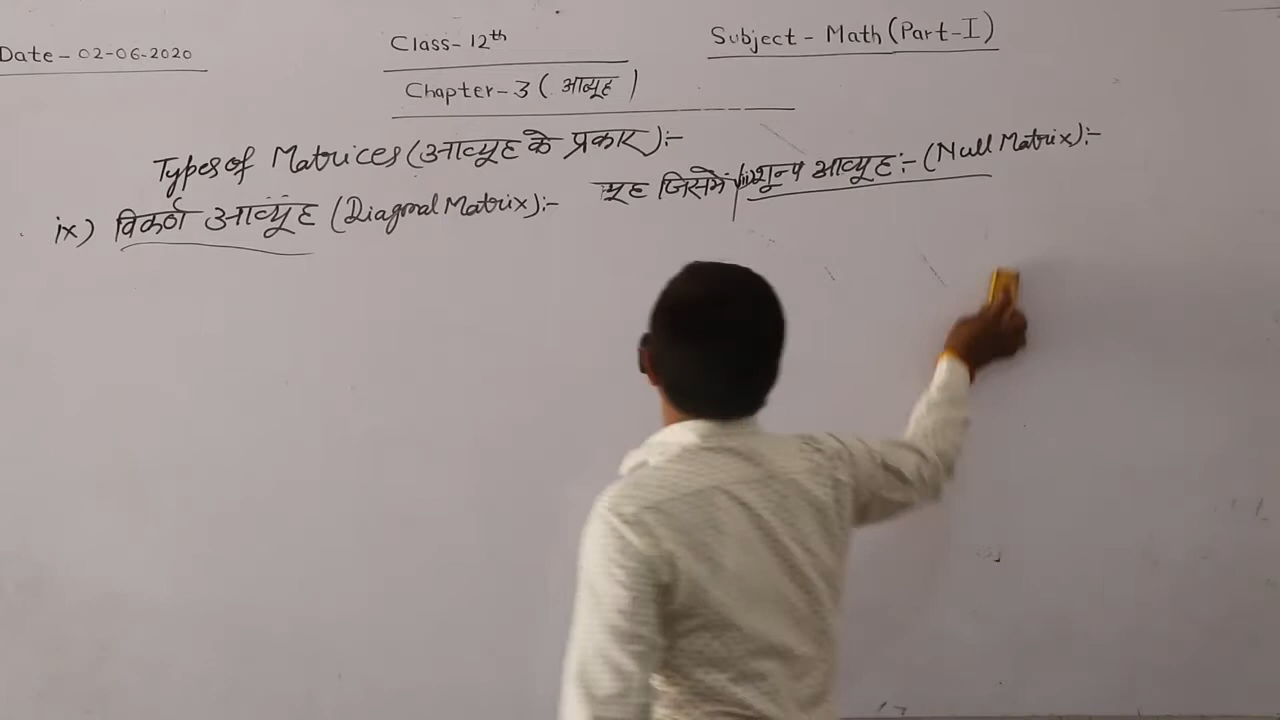 Date - 02-06-2020
Class- 12th
Subject - Math (Part-I)
Chapter-3 ( आव्यूह )
Types of Matrices (आव्यूह के प्रकार):-
ix) विकर्ण आव्यूह (Diagonal Matrix):-
यूह जिसमें
शून्य आव्यूह:- (Null Matrix):-